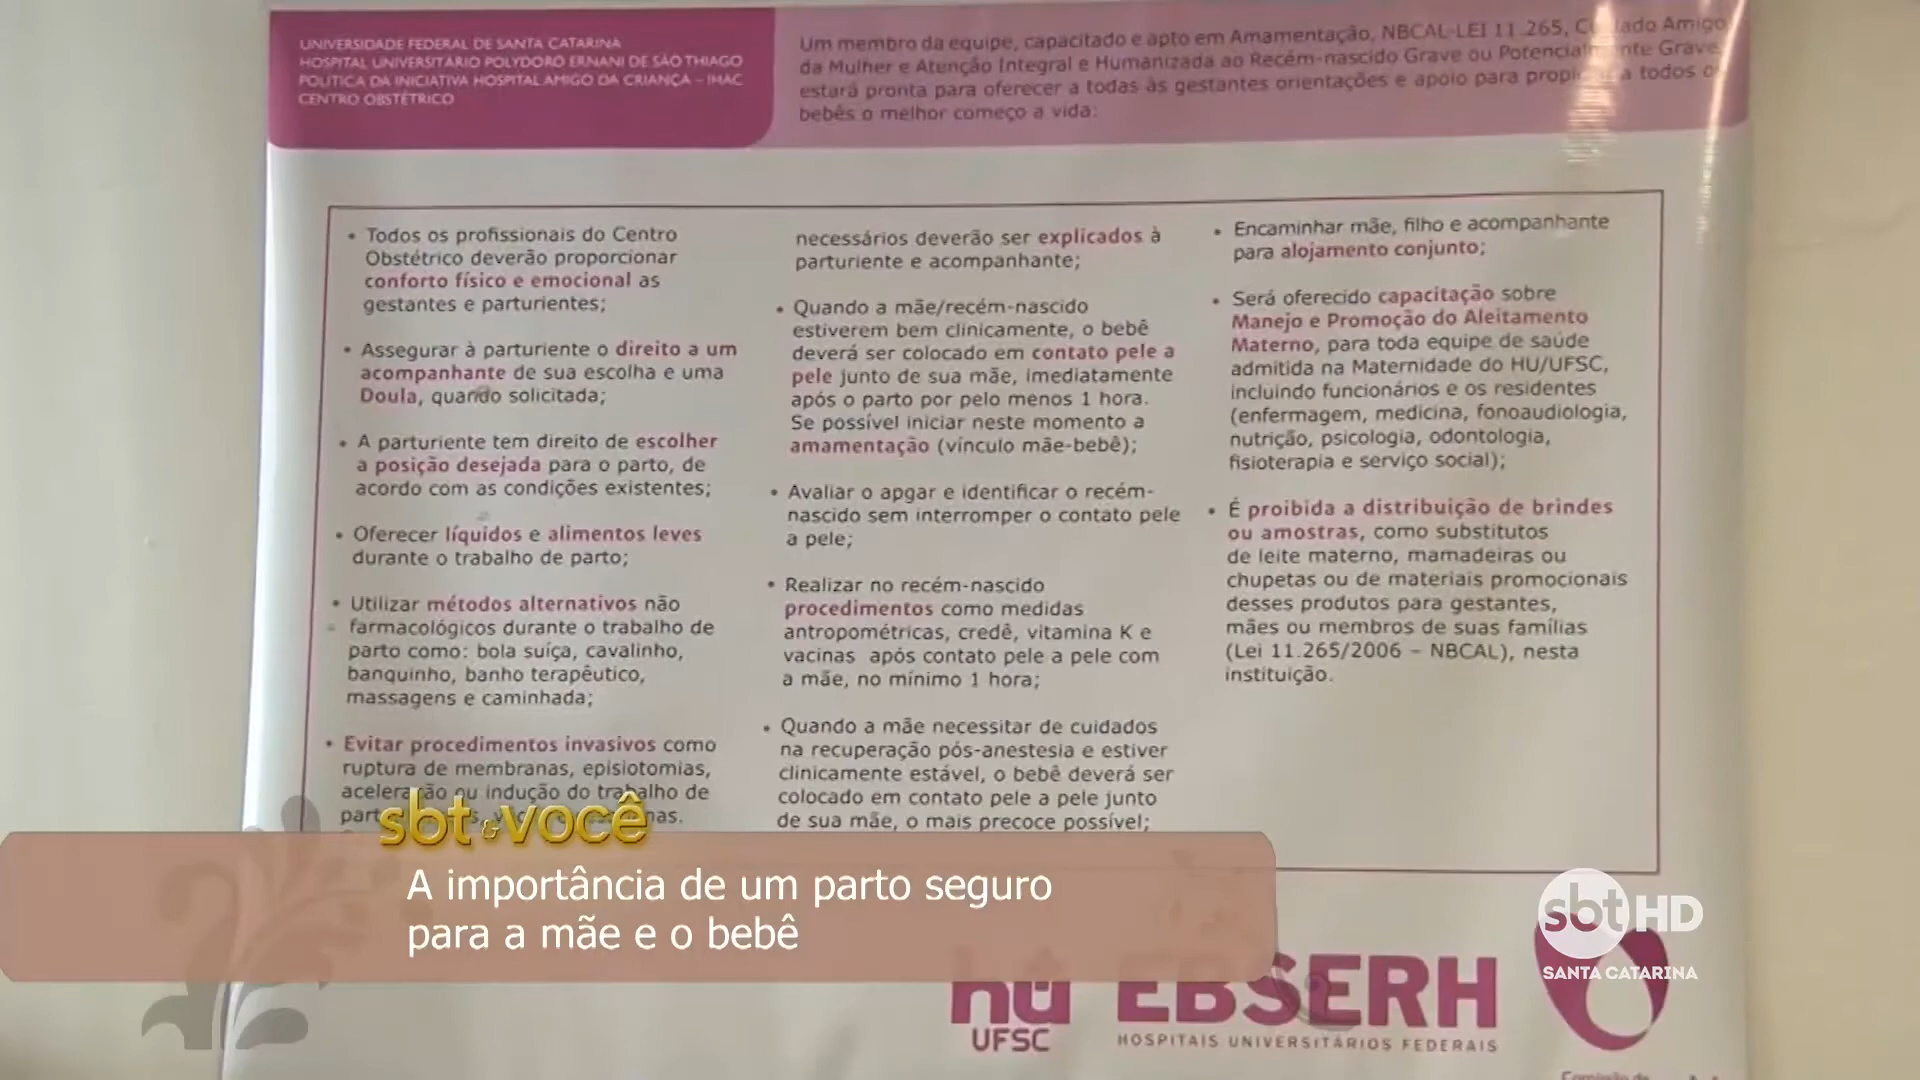 UNIVERSIDADE FEDERAL DE SANTA CATARINA
HOSPITAL UNIVERSITÁRIO POLYDORO ERNANI DE SÃO THIAGO
POLÍTICA DA INICIATIVA HOSPITAL AMIGO DA CRIANÇA – IHAC
CENTRO OBSTÉTRICO
Um membro da equipe, capacitado e apto em Amamentação, NBCAL-LEI 11.265, Amigo
da Mulher e Atenção Integral e Humanizada ao Recém-nascido Grave ou Grave,
estará pronta para oferecer a todas às gestantes orientações e apoio para a todos o
bebês o melhor começo a vida:
• Todos os profissionais do Centro
Obstétrico deverão proporcionar
conforto físico e emocional as
gestantes e parturientes;
• Assegurar à parturiente o direito a um
acompanhante de sua escolha e uma
Doula, quando solicitada;
• A parturiente tem direito de escolher
a posição desejada para o parto, de
acordo com as condições existentes;
• Oferecer líquidos e alimentos leves
durante o trabalho de parto;
• Utilizar métodos alternativos não
farmacológicos durante o trabalho de
parto como: bola suíça, cavalinho,
banquinho, banho terapêutico,
massagens e caminhada;
• Evitar procedimentos invasivos como
ruptura de membranas, episiotomias,
aceleração ou indução do trabalho de
necessários deverão ser explicados à
parturiente e acompanhante;
• Quando a mãe/recém-nascido
estiverem bem clinicamente, o bebê
deverá ser colocado em contato pele a
pele junto de sua mãe, imediatamente
após o parto por pelo menos 1 hora.
Se possível iniciar neste momento a
amamentação (vínculo mãe-bebê);
• Avaliar o apgar e identificar o recém-
nascido sem interromper o contato pele
a pele;
• Realizar no recém-nascido
procedimentos como medidas
antropométricas, credê, vitamina K e
vacinas após contato pele a pele com
a mãe, no mínimo 1 hora;
• Quando a mãe necessitar de cuidados
na recuperação pós-anestesia e estiver
clinicamente estável, o bebê deverá ser
colocado em contato pele a pele junto
de sua mãe, o mais precoce possível;
• Encaminhar mãe, filho e acompanhante
para alojamento conjunto;
• Será oferecido capacitação sobre
Manejo e Promoção do Aleitamento
Materno, para toda equipe de saúde
admitida na Maternidade do HU/UFSC,
incluindo funcionários e os residentes
(enfermagem, medicina, fonoaudiologia,
nutrição, psicologia, odontologia,
fisioterapia e serviço social);
• É proibida a distribuição de brindes
ou amostras, como substitutos
de leite materno, mamadeiras ou
chupetas ou de materiais promocionais
desses produtos para gestantes,
mães ou membros de suas famílias
(Lei 11.265/2006 – NBCAL), nesta
instituição.
sbt & você
A importância de um parto seguro
para a mãe e o bebê
sbt HD
SANTA CATARINA
hu
UFSC
EBSERH
HOSPITAIS UNIVERSITÁRIOS FEDERAIS